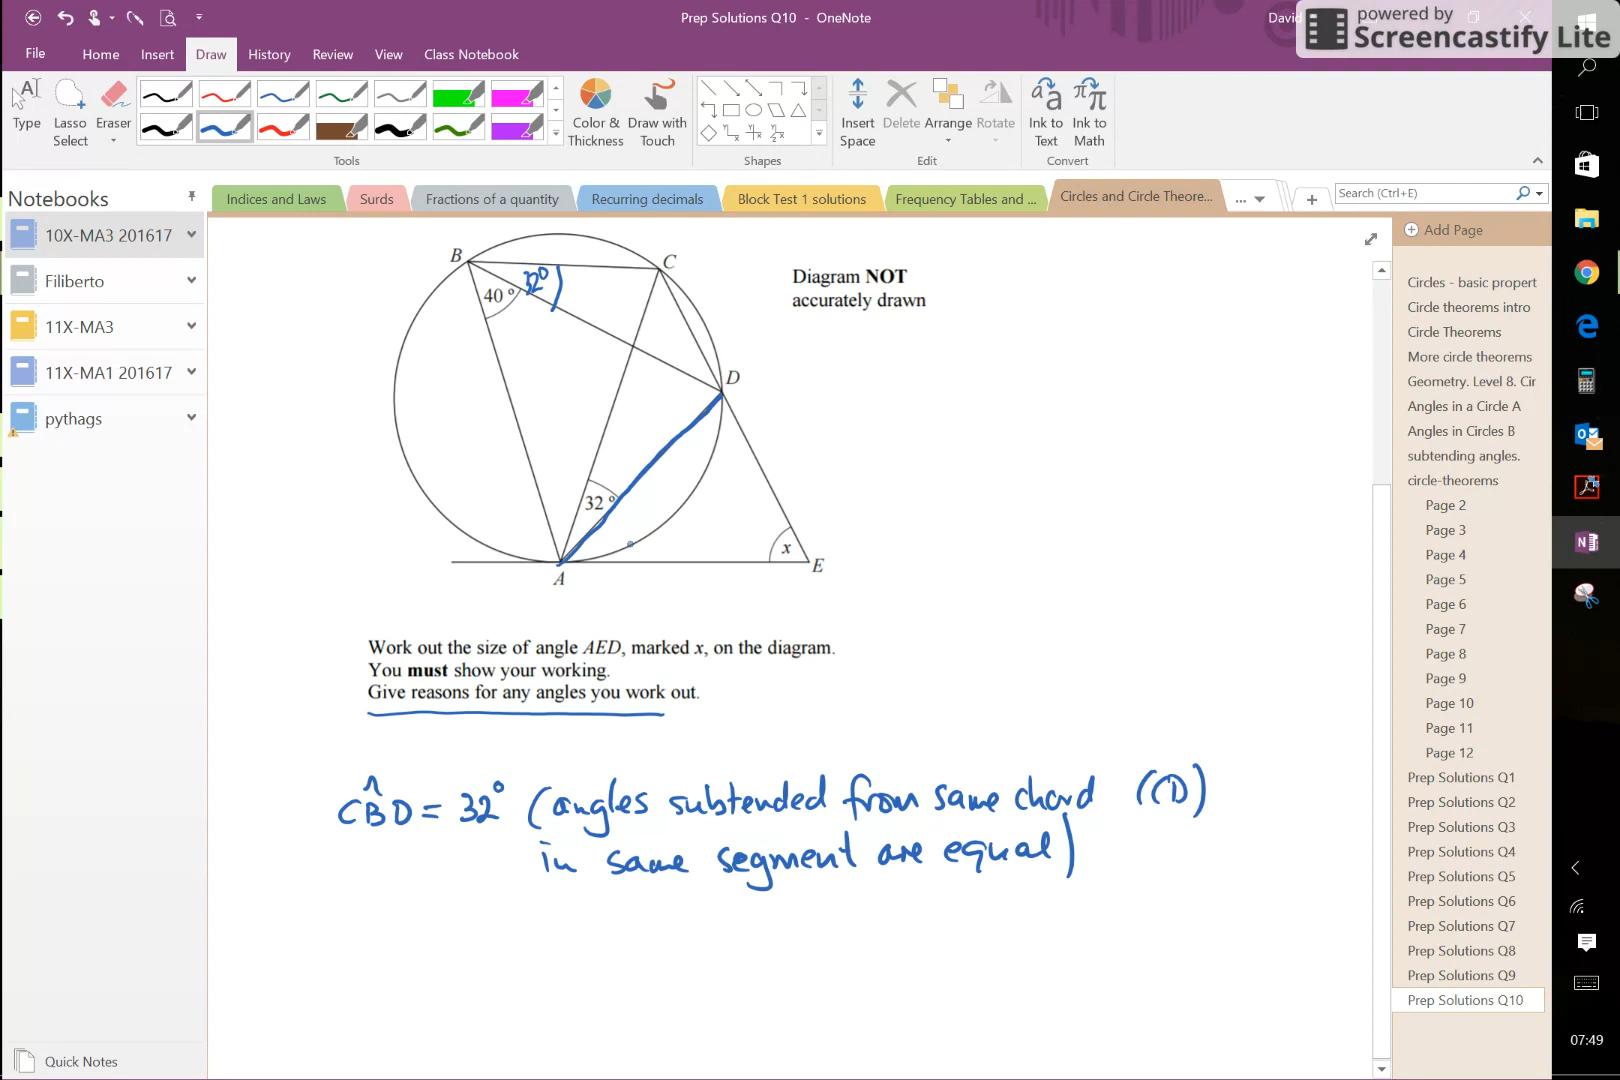 Prep Solutions Q10 - OneNote
David
powered by
Screencastify Lite
File
Home
Insert
Draw
History
Review
View
Class Notebook
Type
Lasso
Select
Eraser
Tools
Color &
Thickness
Draw with
Touch
Shapes
Insert
Space
Delete
Arrange
Rotate
Edit
Ink to
Text
Ink to
Math
Convert
Notebooks
10X-MA3 201617
Filiberto
11X-MA3
11X-MA1 201617
pythags
Quick Notes
Indices and Laws
Surds
Fractions of a quantity
Recurring decimals
Block Test 1 solutions
Frequency Tables and ...
Circles and Circle Theore...
...
Search (Ctrl+E)
B
C
40 °
32°
D
32 °
x
A
E
Diagram NOT
accurately drawn
Work out the size of angle AED, marked x, on the diagram.
You must show your working.
Give reasons for any angles you work out.
CB̂D = 32° (angles subtended from same chord (CD)
in same segment are equal)
Add Page
Circles - basic propert
Circle theorems intro
Circle Theorems
More circle theorems
Geometry. Level 8. Cir
Angles in a Circle A
Angles in Circles B
subtending angles.
circle-theorems
Page 2
Page 3
Page 4
Page 5
Page 6
Page 7
Page 8
Page 9
Page 10
Page 11
Page 12
Prep Solutions Q1
Prep Solutions Q2
Prep Solutions Q3
Prep Solutions Q4
Prep Solutions Q5
Prep Solutions Q6
Prep Solutions Q7
Prep Solutions Q8
Prep Solutions Q9
Prep Solutions Q10
07:49